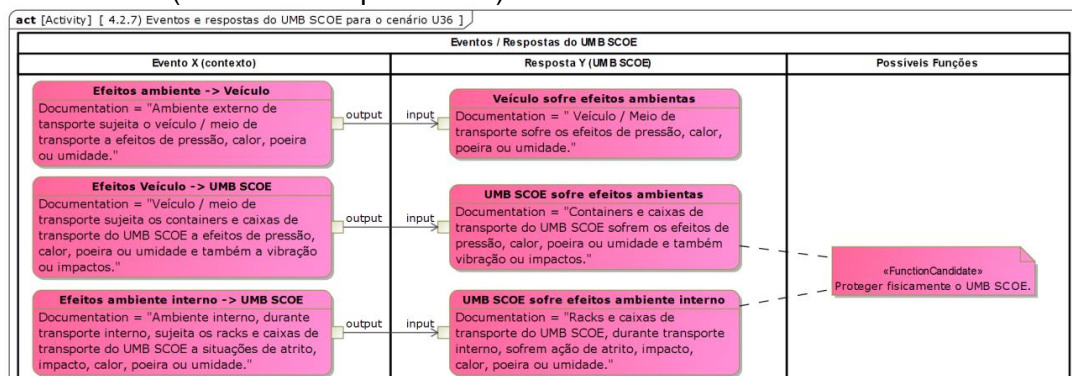 act [Activity] [ 4.2.7) Eventos e respostas do UMB SCOE para o cenário U36 ]
Eventos / Respostas do UMB SCOE
Evento X (contexto)
Resposta Y (UMB SCOE)
Possíveis Funções
Efeitos ambiente -> Veículo
Documentation = "Ambiente externo de
tansporte sujeita o veículo / meio de
transporte a efeitos de pressão, calor, poeira
ou umidade."
output
input
Veículo sofre efeitos ambientas
Documentation = " Veículo / Meio de
transporte sofre os efeitos de pressão, calor,
poeira ou umidade."
Efeitos Veículo -> UMB SCOE
Documentation = "Veículo / meio de
transporte sujeita os containers e caixas de
transporte do UMB SCOE a efeitos de pressão,
calor, poeira ou umidade e também a vibração
ou impactos."
output
input
UMB SCOE sofre efeitos ambientas
Documentation = "Containers e caixas de
transporte do UMB SCOE sofrem os efeitos de
pressão, calor, poeira ou umidade e também
vibração ou impactos."
«FunctionCandidate»
Proteger fisicamente o UMB SCOE.
Efeitos ambiente interno -> UMB SCOE
Documentation = "Ambiente interno, durante
transporte interno, sujeita os racks e caixas de
transporte do UMB SCOE a situações de atrito,
impacto, calor, poeira ou umidade."
output
input
UMB SCOE sofre efeitos ambiente interno
Documentation = "Racks e caixas de
transporte do UMB SCOE, durante transporte
interno, sofrem ação de atrito, impacto,
calor, poeira ou umidade."